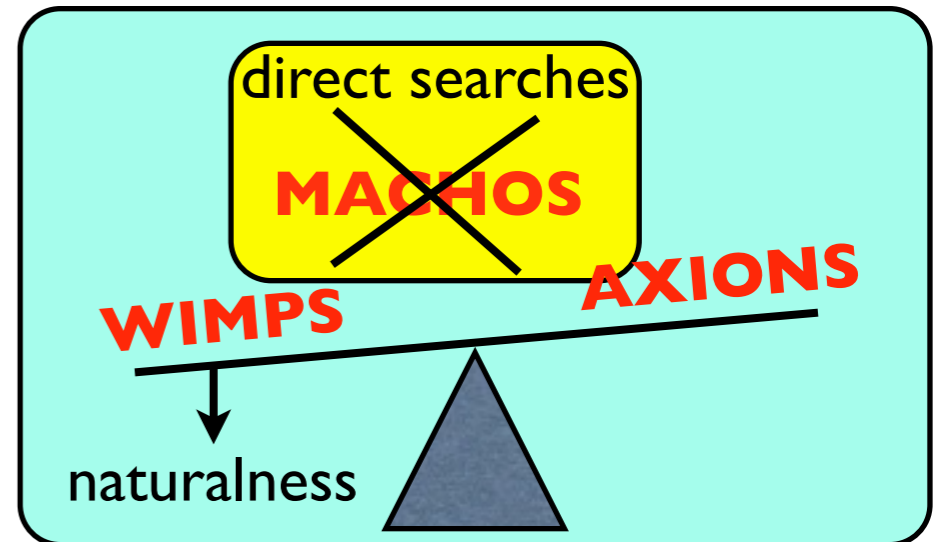 direct searches
MACHOS
WIMPS
AXIONS
naturalness